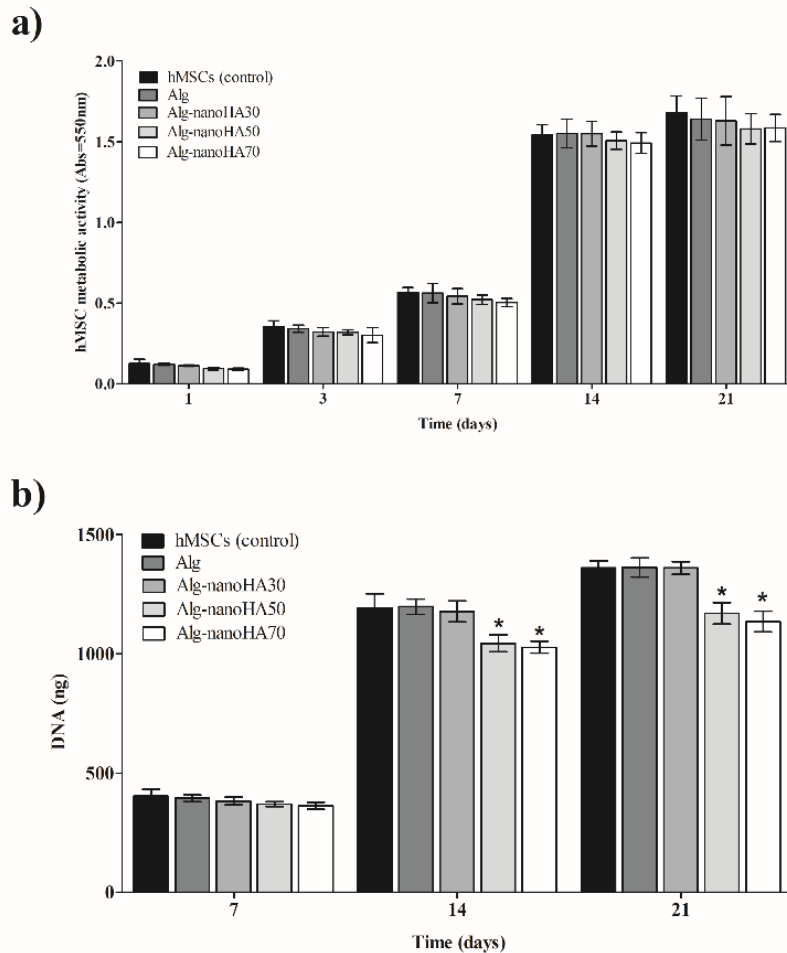 a)
2.0
1.5
1.0
0.5
0.0
hMSC metabolic activity (Abs=550nm)
hMSCs (control)
Alg
Alg-nanoHA30
Alg-nanoHA50
Alg-nanoHA70
1
3
7
14
21
Time (days)
b)
1500
1000
500
0
DNA (ng)
hMSCs (control)
Alg
Alg-nanoHA30
Alg-nanoHA50
Alg-nanoHA70
* *
* *
7
14
21
Time (days)